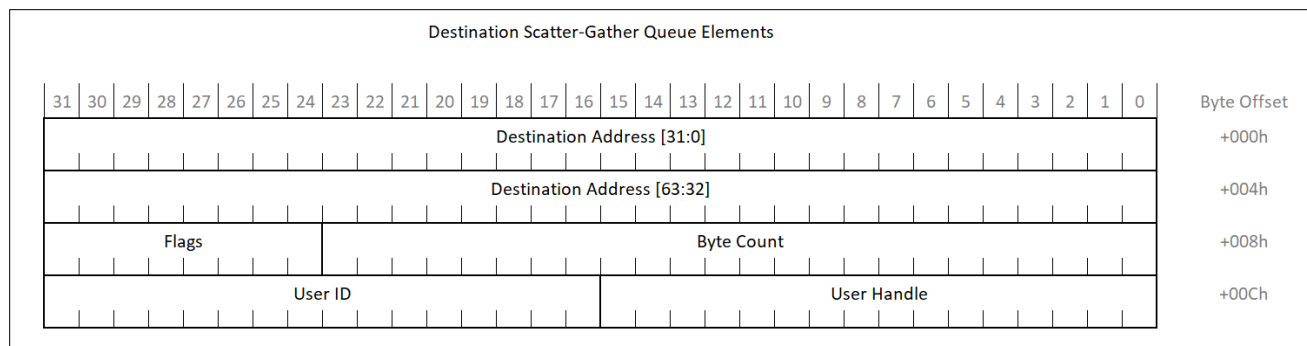 Destination Scatter-Gather Queue Elements
31 30 29 28 27 26 25 24 23 22 21 20 19 18 17 16 15 14 13 12 11 10 9 8 7 6 5 4 3 2 1 0 Byte Offset
Destination Address [31:0] +000h
Destination Address [63:32] +004h
Flags Byte Count +008h
User ID User Handle +00Ch